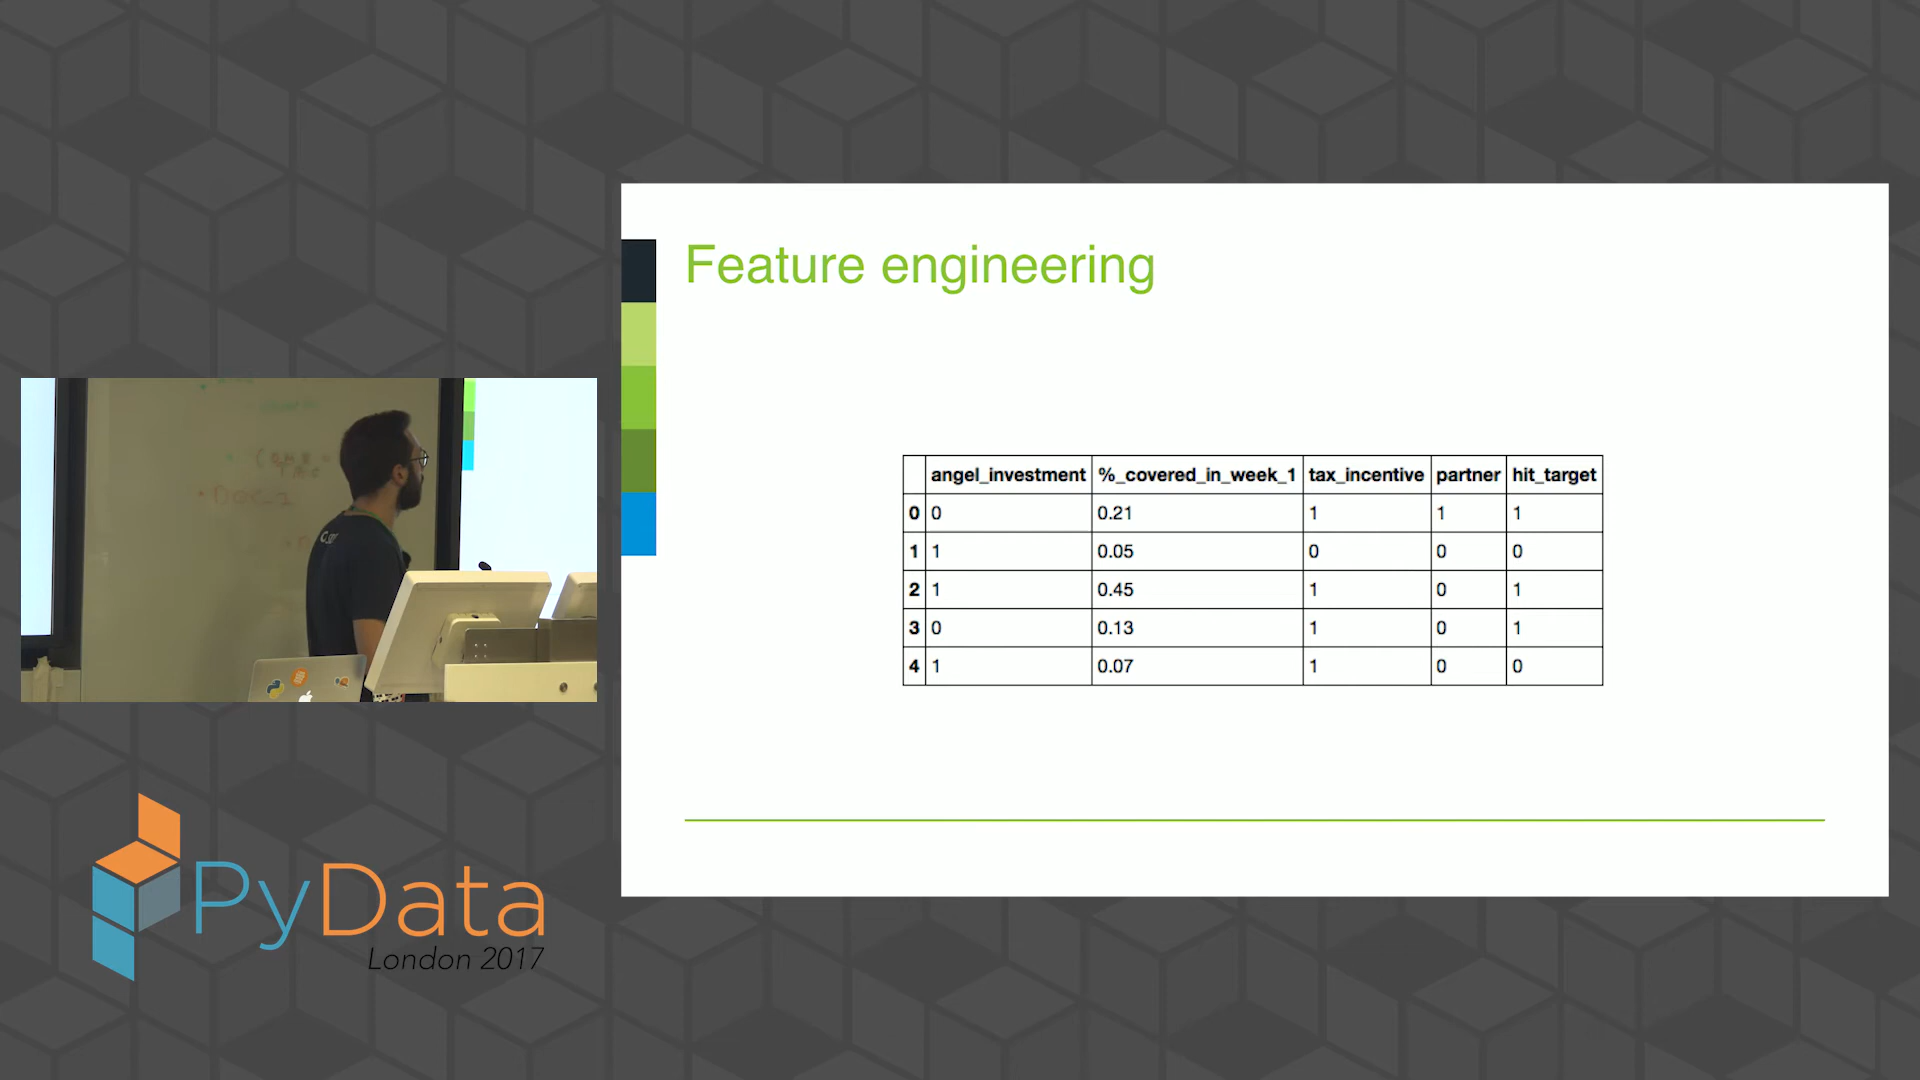 Feature engineering
angel_investment %_covered_in_week_1 tax_incentive partner hit_target
0 0 0.21 1 1 1
1 1 0.05 0 0 0
2 1 0.45 1 0 1
3 0 0.13 1 0 1
4 1 0.07 1 0 0
PyData
London 2017